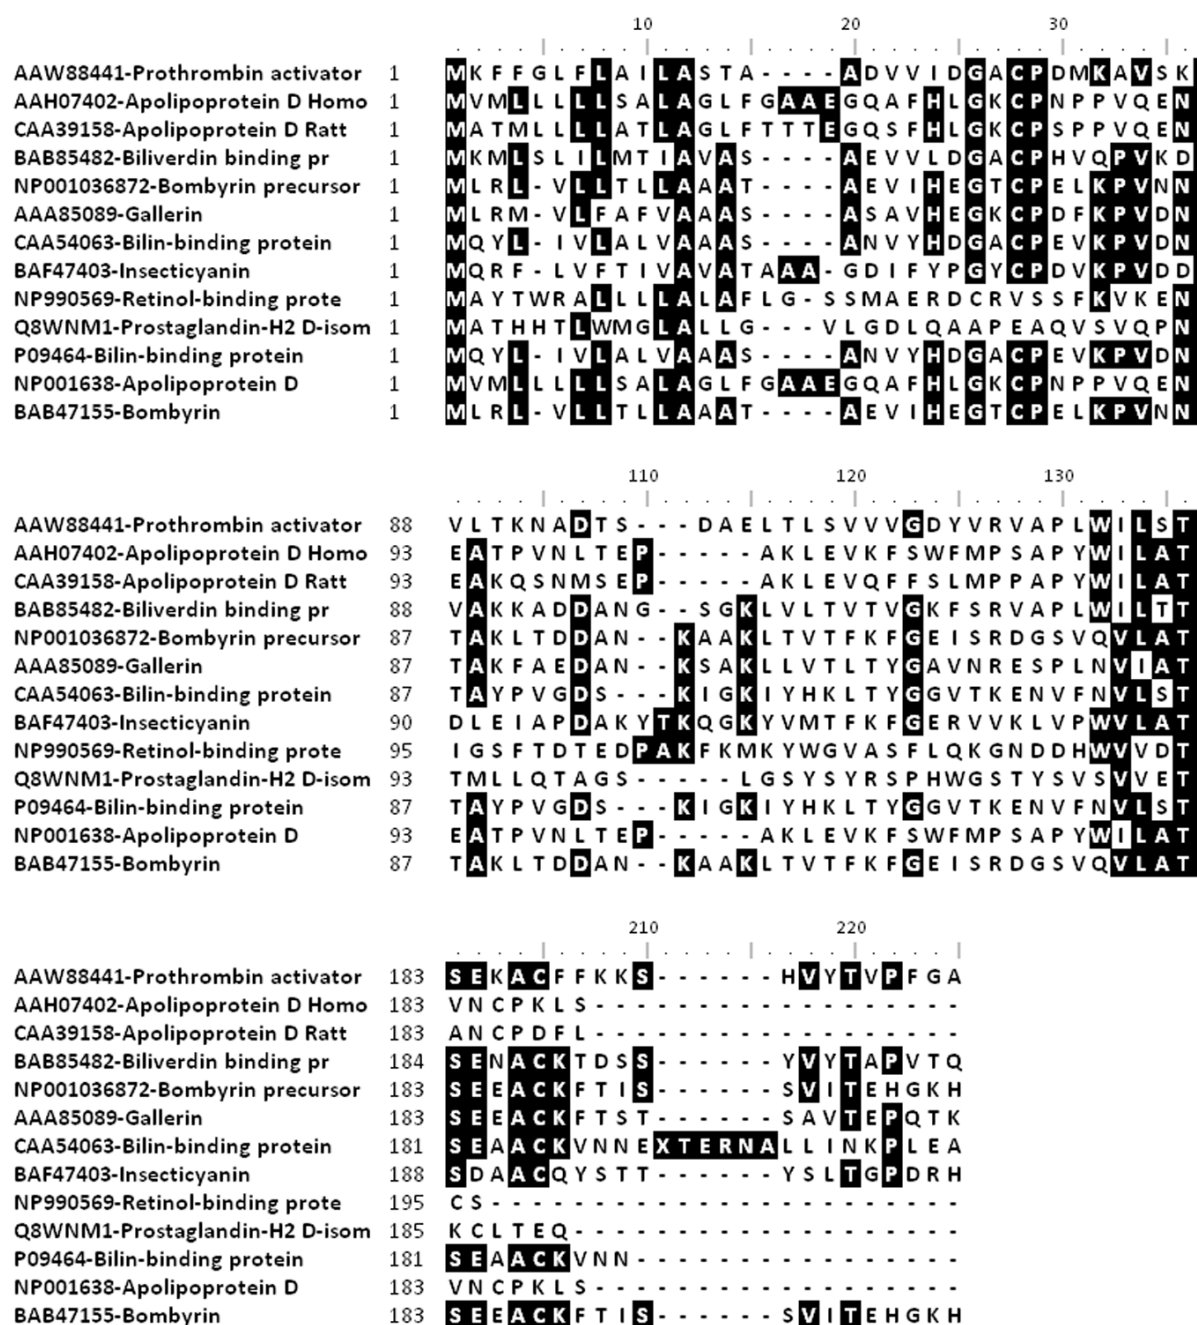 10 20 30
AAW88441-Prothrombin activator 1 MKFFGLFLAILASTA----ADVVIDGACPDMKAVSK
AAH07402-Apolipoprotein D Homo 1 MVMLLLLLSALAGLFGAAEGQAFHLGKCPNPPVQEN
CAA39158-Apolipoprotein D Ratt 1 MATMLLLLATLAGLFTTTEGQSFHLGKCPSPPVQEN
BAB85482-Biliverdin binding pr 1 MKMLSLILMTIAVAS----AEVVLDGACPHVQPVKD
NP001036872-Bombyrin precursor 1 MLRL-VLLTLLAAAT----AEVIHEGTCPELKPVNN
AAA85089-Gallerin 1 MLRM-VLFAFVAAAS----ASAVHEGKCPDFKPVDN
CAA54063-Bilin-binding protein 1 MQYL-IVLALVAAAS----ANVYHDGACPEVKPVDN
BAF47403-Insecticyanin 1 MQRF-LVFTIVAVATAAA-GDIFYPGYCPDVKPVDD
NP990569-Retinol-binding prote 1 MAYTWRALLLLALAFLG-SSMAERDCRVSSFKVKEN
Q8WNM1-Prostaglandin-H2 D-isom 1 MATHHTLWMGLALLG---VLGDLQAAPEAQVSVQPN
P09464-Bilin-binding protein 1 MQYL-IVLALVAAAS----ANVYHDGACPEVKPVDN
NP001638-Apolipoprotein D 1 MVMLLLLLSALAGLFGAAEGQAFHLGKCPNPPVQEN
BAB47155-Bombyrin 1 MLRL-VLLTLLAAAT----AEVIHEGTCPELKPVNN
110 120 130
AAW88441-Prothrombin activator 88 VLTKNADTS---DAELTLSVVVGDYVRVAPLWILST
AAH07402-Apolipoprotein D Homo 93 EATPVNLTEP-----AKLEVKFSWFMPSAPYWILAT
CAA39158-Apolipoprotein D Ratt 93 EAKQSNMSEP-----AKLEVQFFSLMPPAPYWILAT
BAB85482-Biliverdin binding pr 88 VAKKADDANG--SGKLVLTVTVGKFSRVAPLWILTT
NP001036872-Bombyrin precursor 87 TAKLTDDAN--KAAKLTVTFKFGEISRDGSVQVLAT
AAA85089-Gallerin 87 TAKFAEDAN--KSAKLLVTLTYGAVNRESPLNVIAT
CAA54063-Bilin-binding protein 87 TAYPVGDS---KIGKIYHKLTYGGVTKENVFNVLST
BAF47403-Insecticyanin 90 DLEIAPDAKYTKQGKYVMTFKFGERVVKLVPWVLAT
NP990569-Retinol-binding prote 95 IGSFTDTEDPAKFKMKYWGVASFLQKGNDDHWVVDT
Q8WNM1-Prostaglandin-H2 D-isom 93 TMLLQTAGS-----LGSYSYRSPHWGSTYSVSVVET
P09464-Bilin-binding protein 87 TAYPVGDS---KIGKIYHKLTYGGVTKENVFNVLST
NP001638-Apolipoprotein D 93 EATPVNLTEP-----AKLEVKFSWFMPSAPYWILAT
BAB47155-Bombyrin 87 TAKLTDDAN--KAAKLTVTFKFGEISRDGSVQVLAT
210 220
AAW88441-Prothrombin activator 183 SEKACFFKKS------HVYTVPFGA
AAH07402-Apolipoprotein D Homo 183 VNCPKLS------------------
CAA39158-Apolipoprotein D Ratt 183 ANCPDFL------------------
BAB85482-Biliverdin binding pr 184 SENACKTDSS------YVYTAPVTQ
NP001036872-Bombyrin precursor 183 SEEACKFTIS------SVITEHGKH
AAA85089-Gallerin 183 SEEACKFTST------SAVTEPQTK
CAA54063-Bilin-binding protein 181 SEAACKVNNEXTERNALLINKPLEA
BAF47403-Insecticyanin 188 SDAACQYSTT------YSLTGPDRH
NP990569-Retinol-binding prote 195 CS-----------------------
Q8WNM1-Prostaglandin-H2 D-isom 185 KCLTEQ-------------------
P09464-Bilin-binding protein 181 SEAACKVNN----------------
NP001638-Apolipoprotein D 183 VNCPKLS------------------
BAB47155-Bombyrin 183 SEEACKFTIS------SVITEHGKH